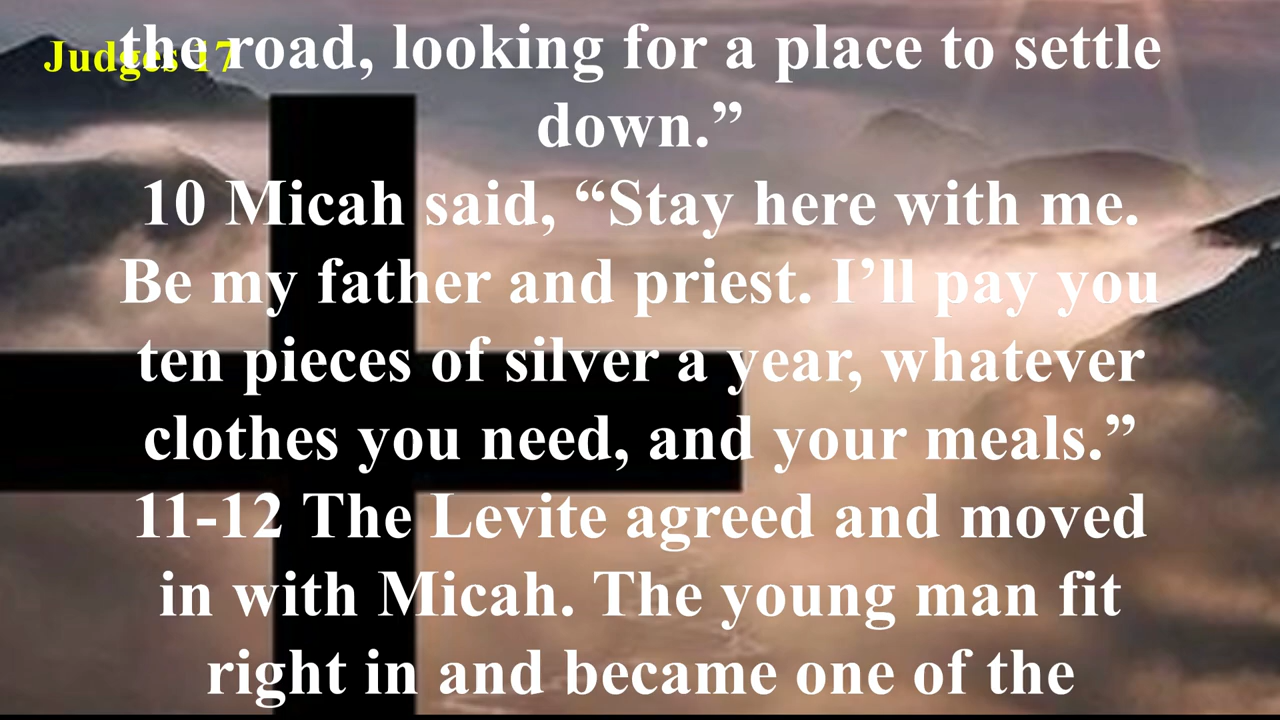 Judges 17
the road, looking for a place to settle
down.”
10 Micah said, “Stay here with me.
Be my father and priest. I’ll pay you
ten pieces of silver a year, whatever
clothes you need, and your meals.”
11-12 The Levite agreed and moved
in with Micah. The young man fit
right in and became one of the